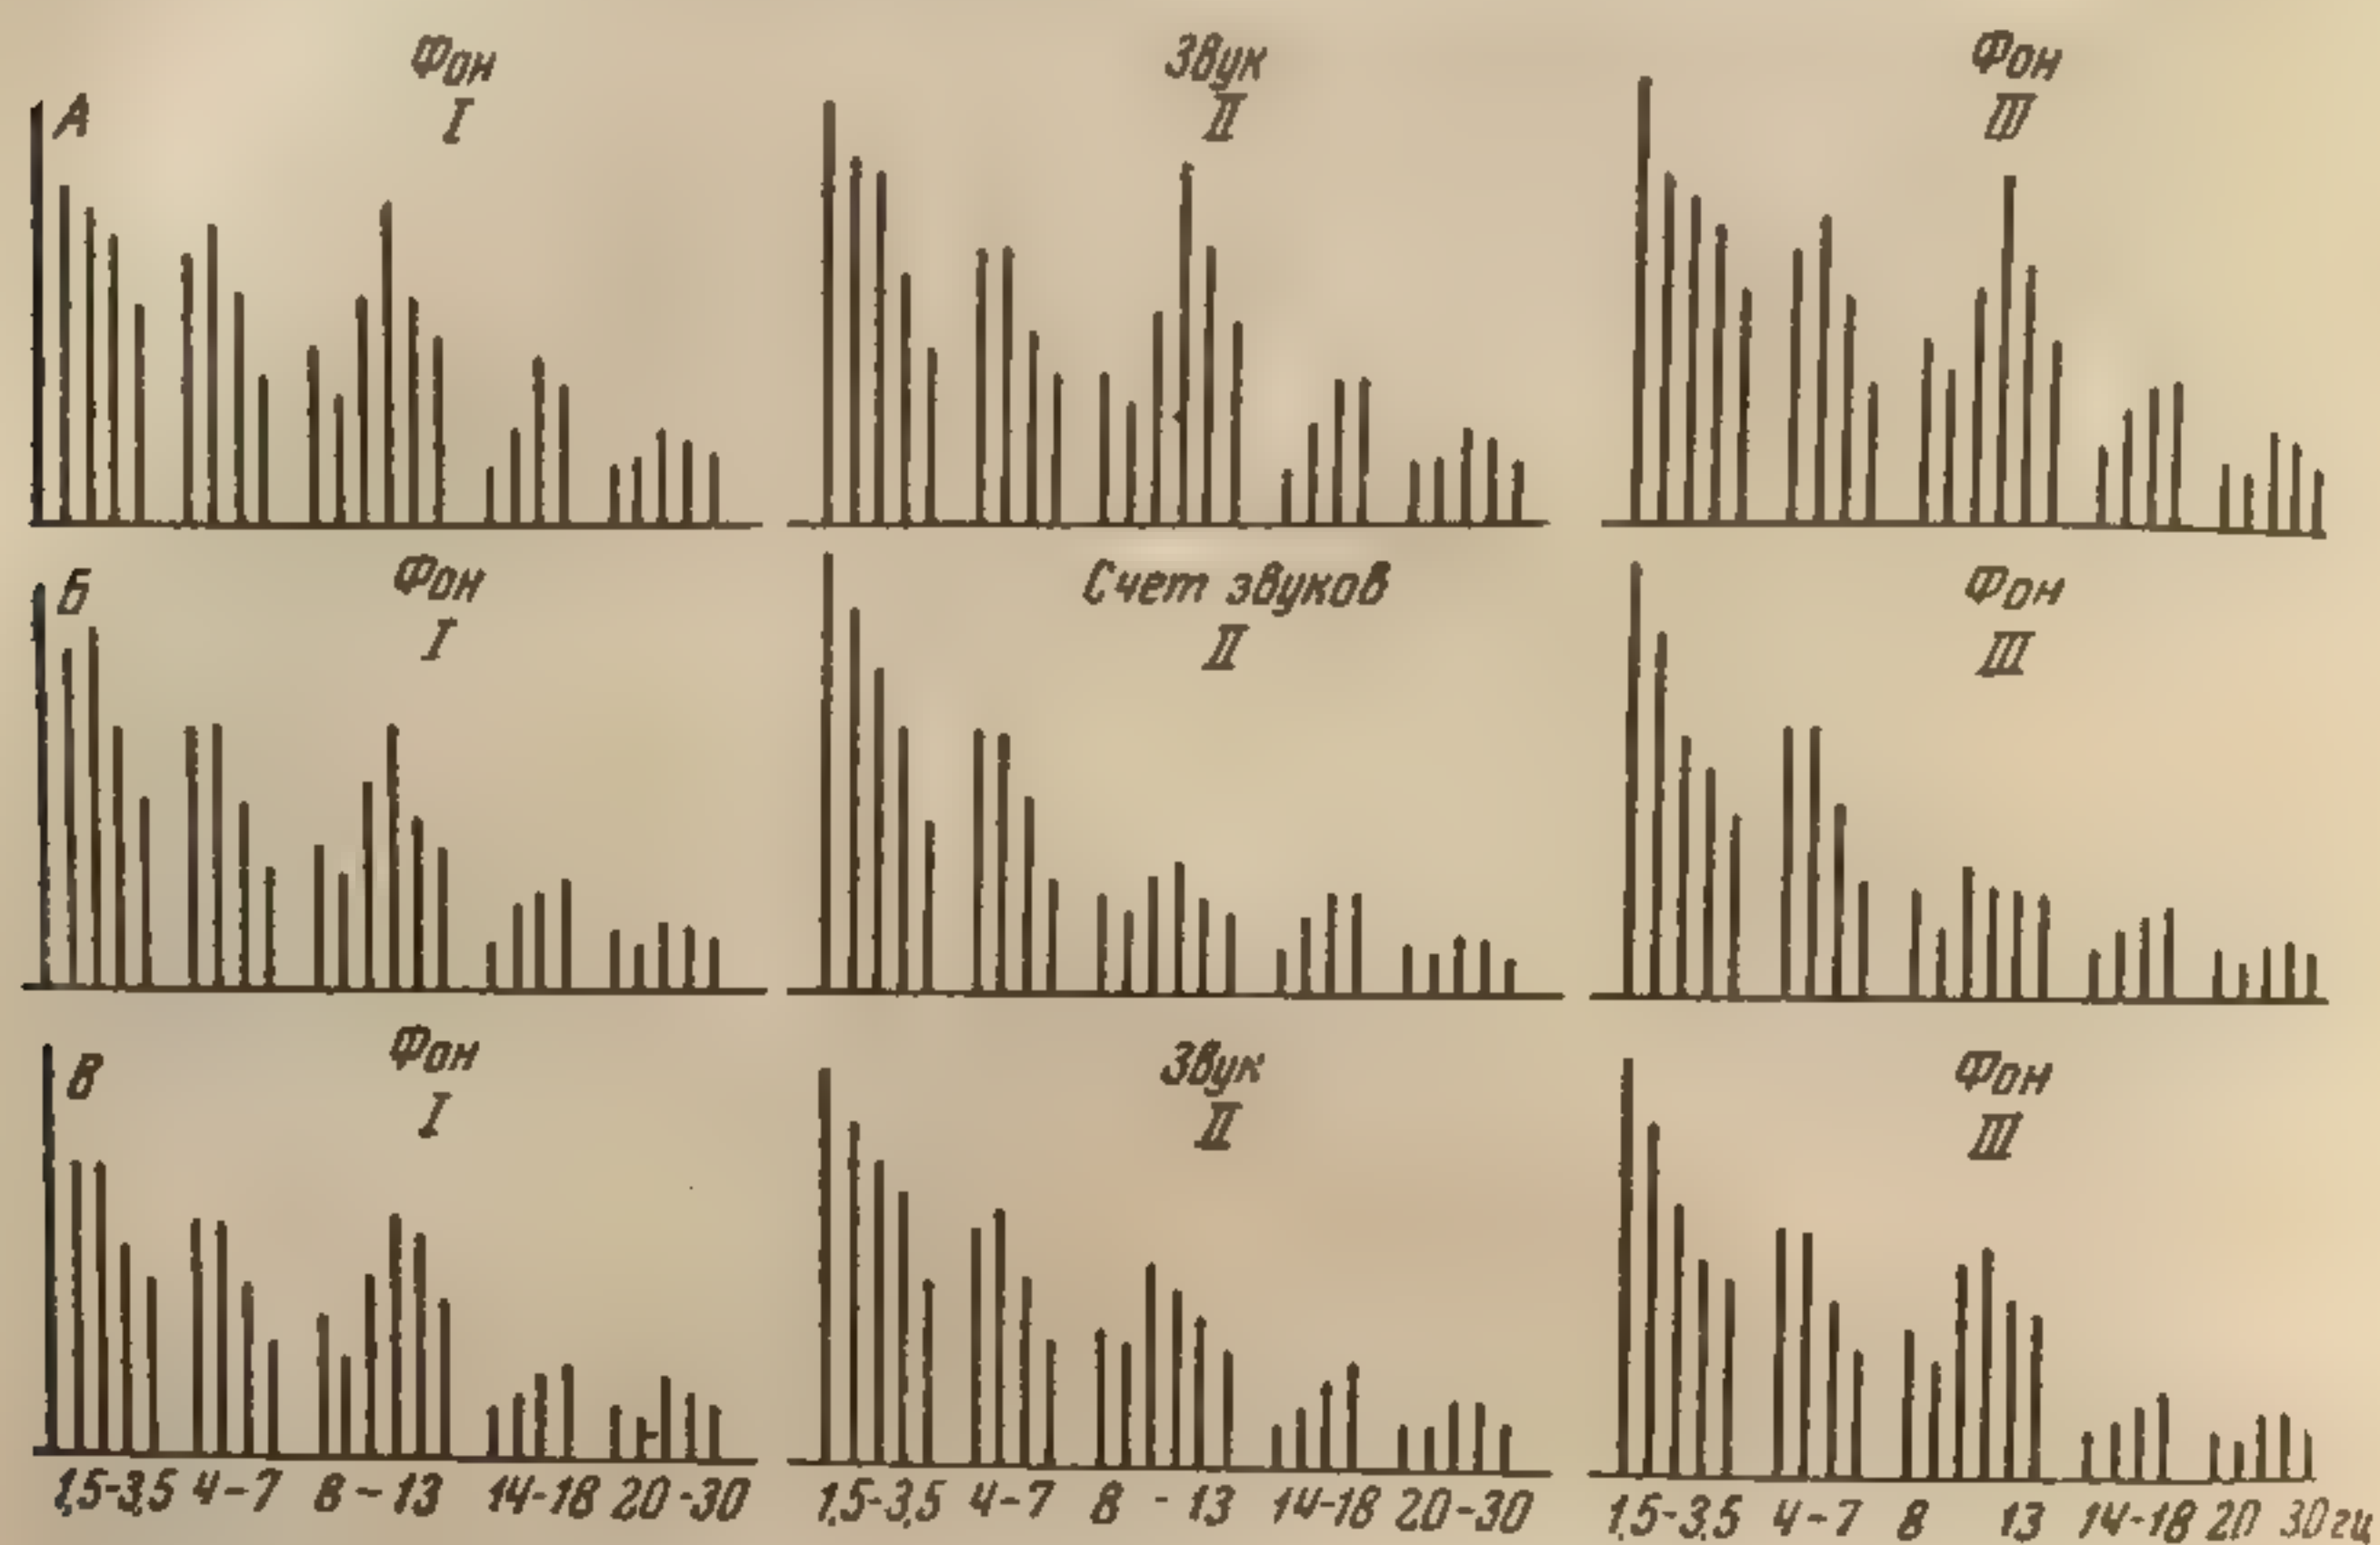 А
Фон
I
Звук
II
Фон
III
Б
Фон
I
Счет звуков
II
Фон
III
В
Фон
I
Звук
II
Фон
III
1,5-3,5 4-7 8-13 14-18 20-30
1,5-3,5 4-7 8-13 14-18 20-30
1,5-3,5 4-7 8 13 14-18 20 30 гц